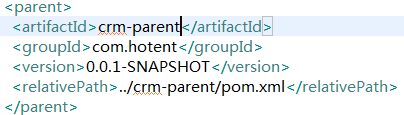 <parent>
<artifactId>crm-parent</artifactId>
<groupId>com.hotent</groupId>
<version>0.0.1-SNAPSHOT</version>
<relativePath>../crm-parent/pom.xml</relativePath>
</parent>